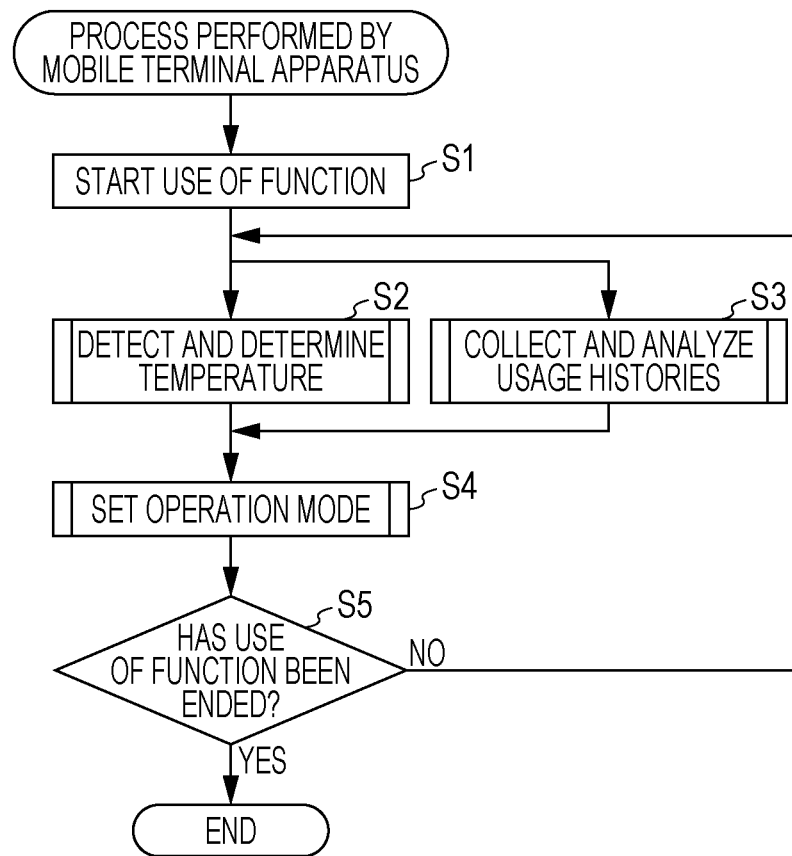 PROCESS PERFORMED BY
MOBILE TERMINAL APPARATUS
S1
START USE OF FUNCTION
S2
DETECT AND DETERMINE
TEMPERATURE
S3
COLLECT AND ANALYZE
USAGE HISTORIES
S4
SET OPERATION MODE
S5
HAS USE
OF FUNCTION BEEN
ENDED?
NO
YES
END